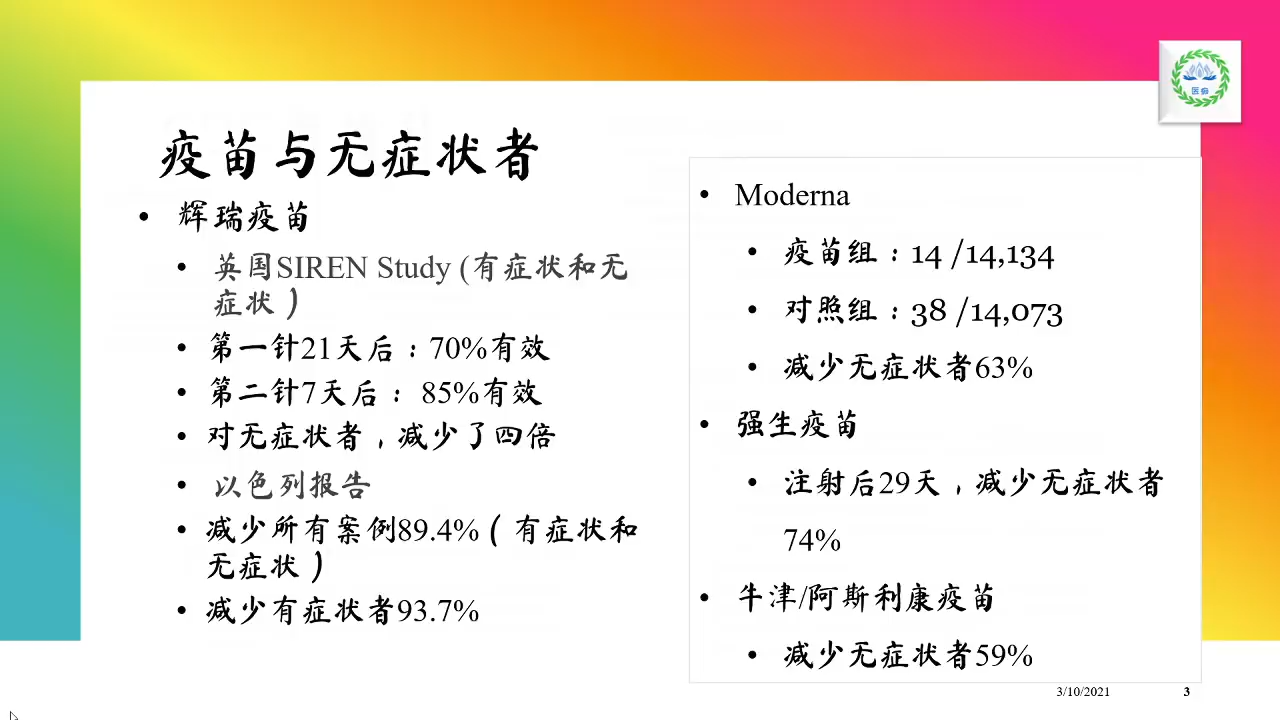 医痴
疫苗与无症状者
• 辉瑞疫苗
• 英国SIREN Study (有症状和无
症状）
• 第一针21天后：70%有效
• 第二针7天后： 85%有效
• 对无症状者，减少了四倍
• 以色列报告
• 减少所有案例89.4%（有症状和
无症状）
• 减少有症状者93.7%
• Moderna
• 疫苗组：14 /14,134
• 对照组：38 /14,073
• 减少无症状者63%
• 强生疫苗
• 注射后29天，减少无症状者
74%
• 牛津/阿斯利康疫苗
• 减少无症状者59%
3/10/2021
3